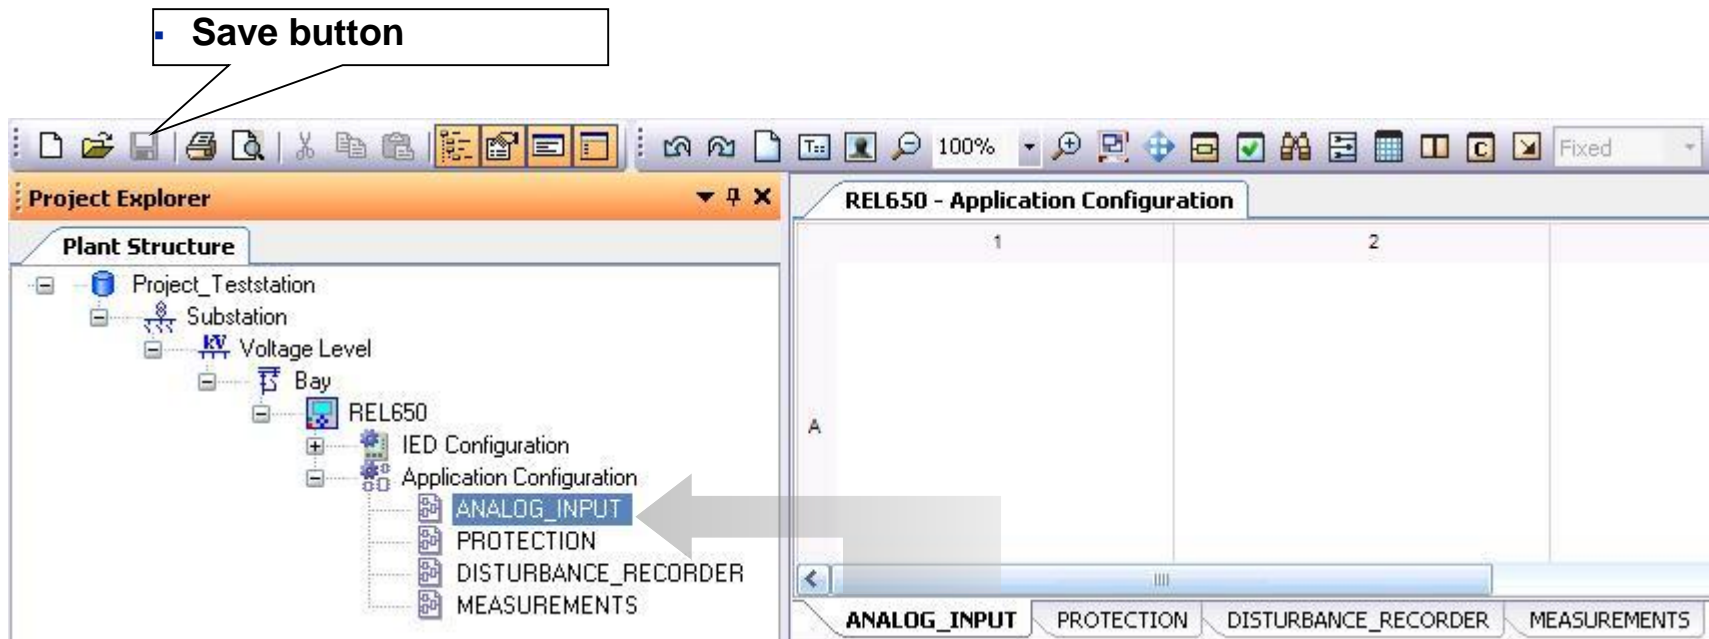 ▪ Save button
100%
Fixed
Project Explorer
REL650 - Application Configuration
Plant Structure
1 2
Project_Teststation
Substation
kV Voltage Level
Bay
REL650
IED Configuration
A
Application Configuration
ANALOG_INPUT
PROTECTION
DISTURBANCE_RECORDER
MEASUREMENTS
ANALOG_INPUT PROTECTION DISTURBANCE_RECORDER MEASUREMENTS